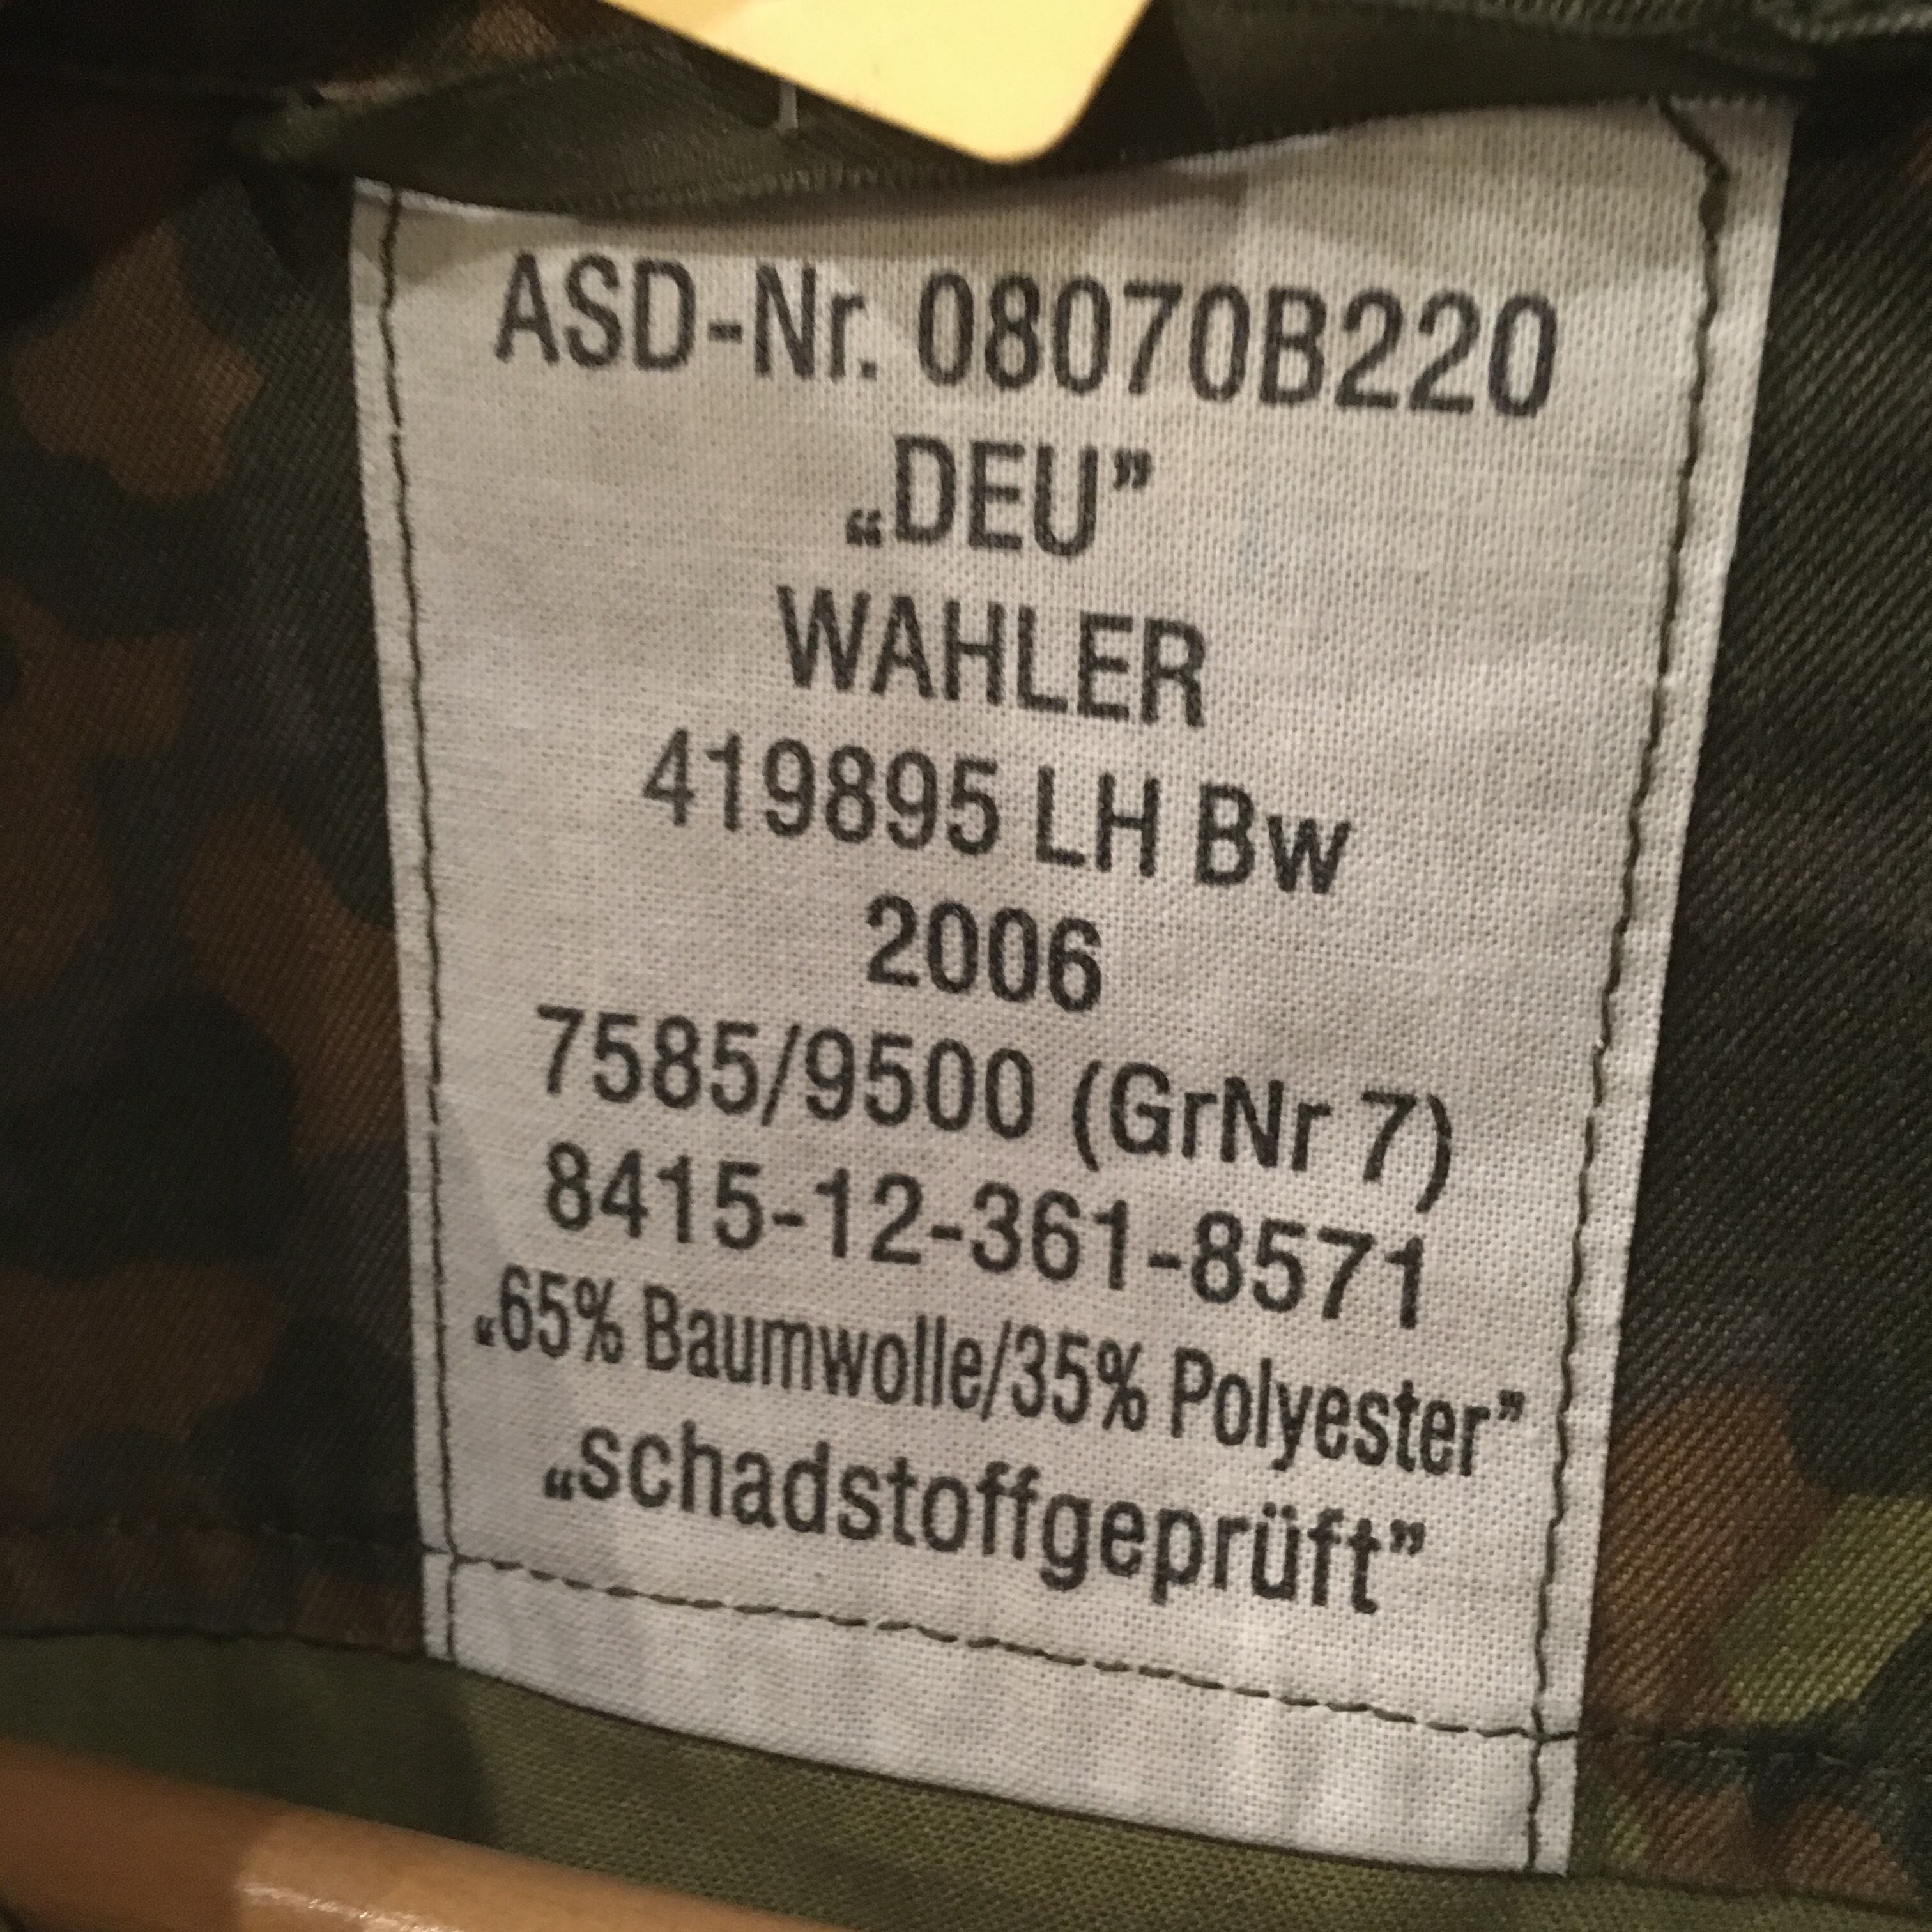 ASD-Nr. 08070B220
„DEU”
WAHLER
419895 LH Bw
2006
7585/9500 (GrNr 7)
8415-12-361-8571
„65% Baumwolle/35% Polyester”
„schadstoffgeprüft”